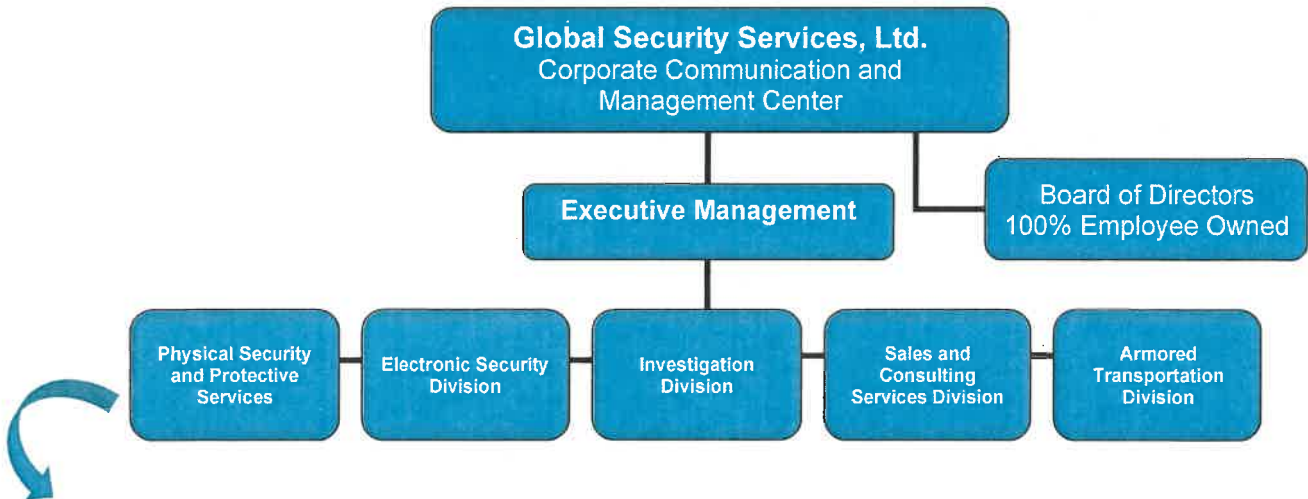 Global Security Services, Ltd.
Corporate Communication and
Management Center
Executive Management
Board of Directors
100% Employee Owned
Physical Security
and Protective
Services
Electronic Security
Division
Investigation
Division
Sales and
Consulting
Services Division
Armored
Transportation
Division